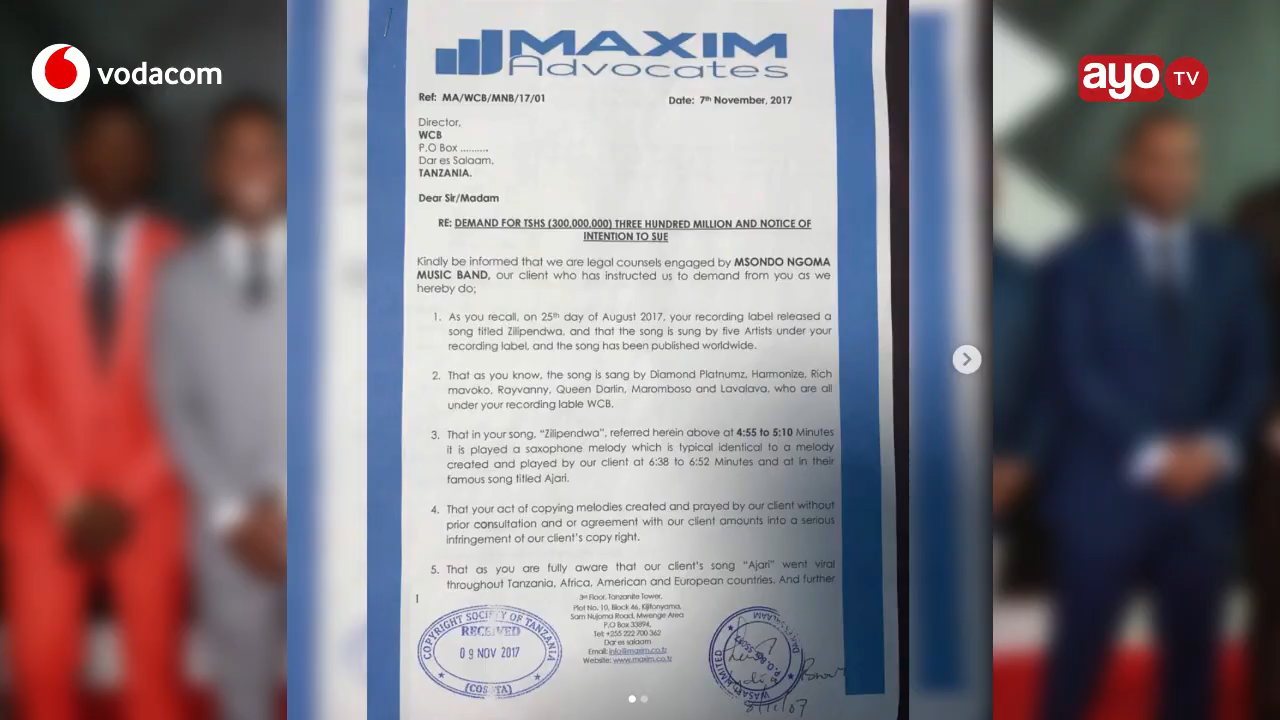 vodacom
ayo TV
MAXIM
Advocates
Ref: MA/WCB/MNB/17/01
Date: 7th November, 2017
Director,
WCB
P.O Box ..........
Dar es Salaam,
TANZANIA.
Dear Sir/Madam
RE: DEMAND FOR TSHS (300,000,000) THREE HUNDRED MILLION AND NOTICE OF
INTENTION TO SUE
Kindly be informed that we are legal counsels engaged by MSONDO NGOMA
MUSIC BAND, our client who has instructed us to demand from you as we
hereby do;
1. As you recall, on 25th day of August 2017, your recording label released a
song titled Zilipendwa, and that the song is sung by five Artists under your
recording label, and the song has been published worldwide.
2. That as you know, the song is sang by Diamond Platnumz, Harmonize, Rich
mavoko, Rayvanny, Queen Darlin, Maromboso and Lavalava, who are all
under your recording lable WCB.
3. That in your song, "Zilipendwa", referred herein above at 4:55 to 5:10 Minutes
it is played a saxophone melody which is typical identical to a melody
created and played by our client at 6:38 to 6:52 Minutes and at in their
famous song titled Ajari.
4. That your act of copying melodies created and prayed by our client without
prior consultation and or agreement with our client amounts into a serious
infringement of our client's copy right.
5. That as you are fully aware that our client's song "Ajari" went viral
throughout Tanzania, Africa, American and European countries. And further
3rd Floor, Tanzanite Tower,
Plot No. 10, Block 46, Kijitonyama,
Sam Nujoma Road, Mwenge Area
P.O Box 33894,
Tel: +255 222 700 362
Dar es salaam
Email: info@maxim.co.tz
Website: www.maxim.co.tz
COPYRIGHT SOCIETY OF TANZANIA
RECEIVED
09 NOV 2017
(COSOTA)
WASAFI LIMITED